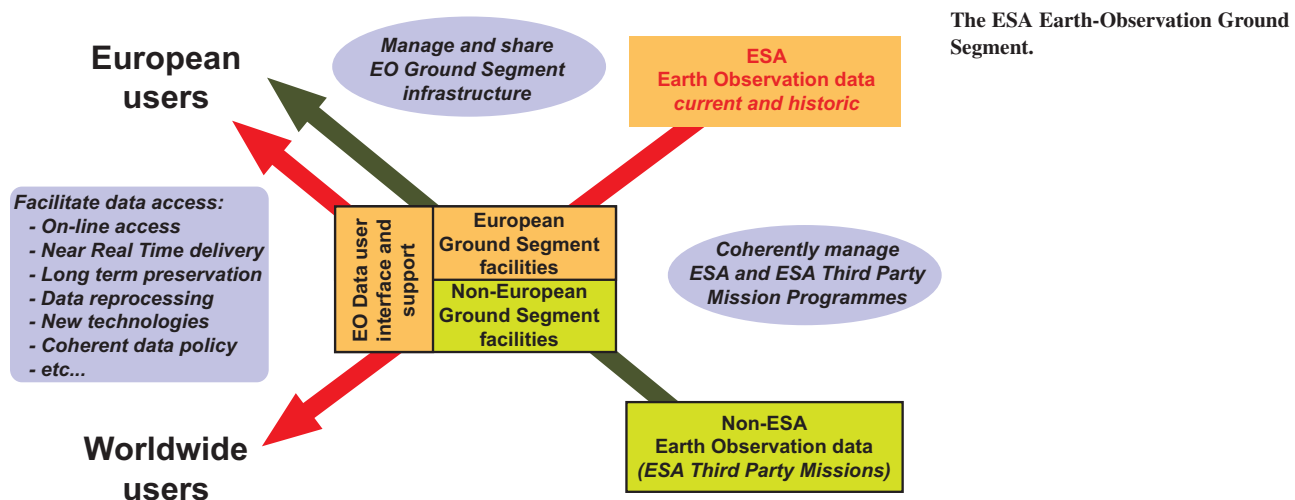 The ESA Earth-Observation Ground
Segment.
European
users
Manage and share
EO Ground Segment
infrastructure
ESA
Earth Observation data
current and historic
Facilitate data access:
- On-line access
- Near Real Time delivery
- Long term preservation
- Data reprocessing
- New technologies
- Coherent data policy
- etc...
EO Data user
interface and
support
European
Ground Segment
facilities
Non-European
Ground Segment
facilities
Coherently manage
ESA and ESA Third Party
Mission Programmes
Worldwide
users
Non-ESA
Earth Observation data
(ESA Third Party Missions)